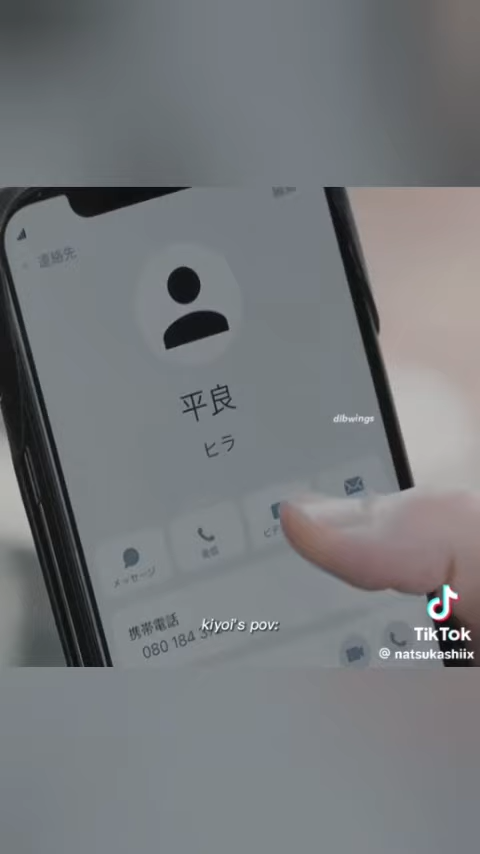 連絡先
平良
ヒラ
dlbwings
メッセージ
発信
携帯電話
080 184
kiyoi's pov:
TikTok
@ natsukashiix